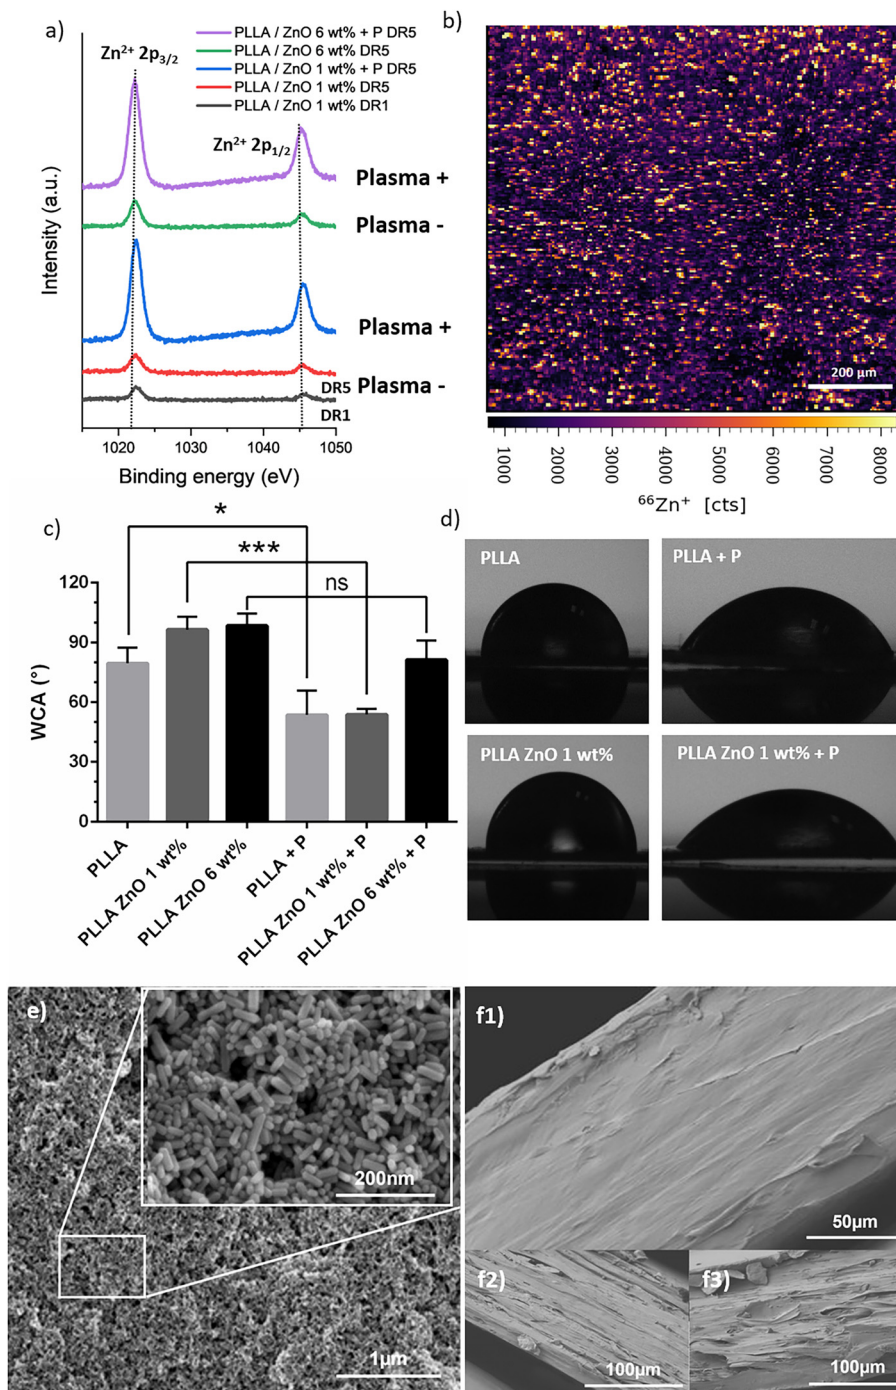 a)
Zn²⁺ 2p₃/₂
PLLA / ZnO 6 wt% + P DR5
PLLA / ZnO 6 wt% DR5
PLLA / ZnO 1 wt% + P DR5
PLLA / ZnO 1 wt% DR5
PLLA / ZnO 1 wt% DR1
Zn²⁺ 2p₁/₂
Plasma +
Plasma -
Plasma +
DR5
Plasma -
DR1
Intensity (a.u.)
1020 1030 1040 1050
Binding energy (eV)
b)
200 µm
1000 2000 3000 4000 5000 6000 7000 8000
⁶⁶Zn⁺ [cts]
c)
*
***
ns
WCA (°)
120
90
60
30
0
PLLA
PLLA ZnO 1 wt%
PLLA ZnO 6 wt%
PLLA + P
PLLA ZnO 1 wt% + P
PLLA ZnO 6 wt% + P
d)
PLLA
PLLA + P
PLLA ZnO 1 wt%
PLLA ZnO 1 wt% + P
e)
200nm
1µm
f1)
50µm
f2)
100µm
f3)
100µm